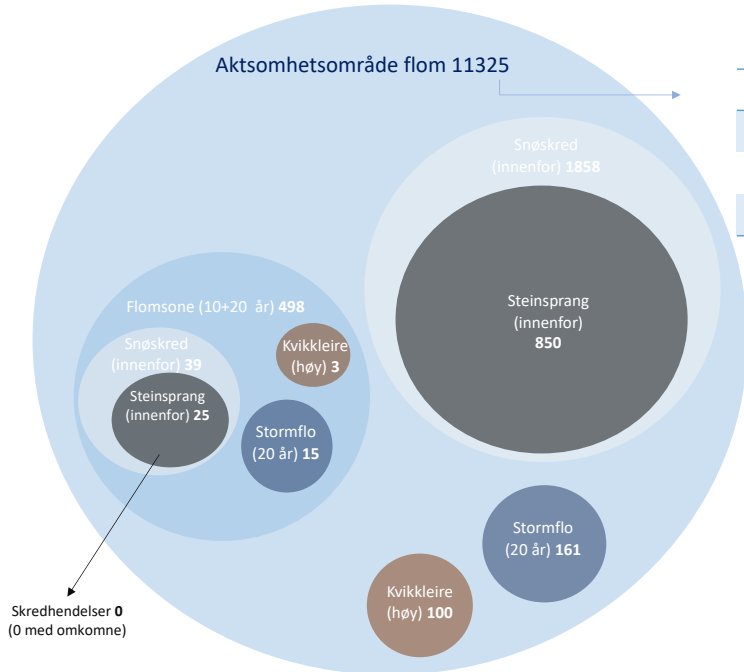 Aktsomhetsområde flom 11325
Snøskred
(innenfor) 1858
Steinsprang
(innenfor)
850
Flomsone (10+20 år) 498
Snøskred
(innenfor) 39
Steinsprang
(innenfor) 25
Kvikkleire
(høy) 3
Stormflo
(20 år) 15
Stormflo
(20 år) 161
Kvikkleire
(høy) 100
Skredhendelser 0
(0 med omkomne)